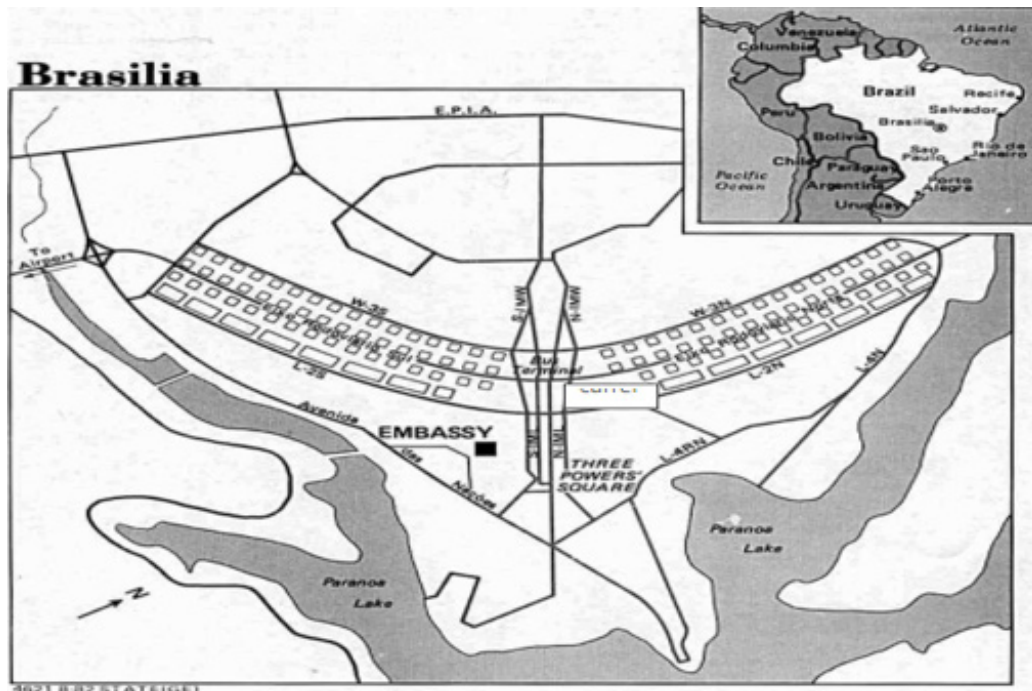 Brasilia
Atlantic
Ocean
Venezuela
Columbia
Brazil
Recife
Salvador
Brasilia
Peru
Bolivia
Sao
Paulo
Rio de
Janeiro
Chile
Paraguay
Pacific
Ocean
Argentina
Porto
Alegre
Uruguay
E.P.I.A.
To
Airport
W-3S
W-3N
Bus
Terminal
L-2S
L-2N
L-4N
Avenida
das
Nações
EMBASSY
L-4RN
THREE
POWERS'
SQUARE
Paranoa
Lake
Paranoa
Lake
N